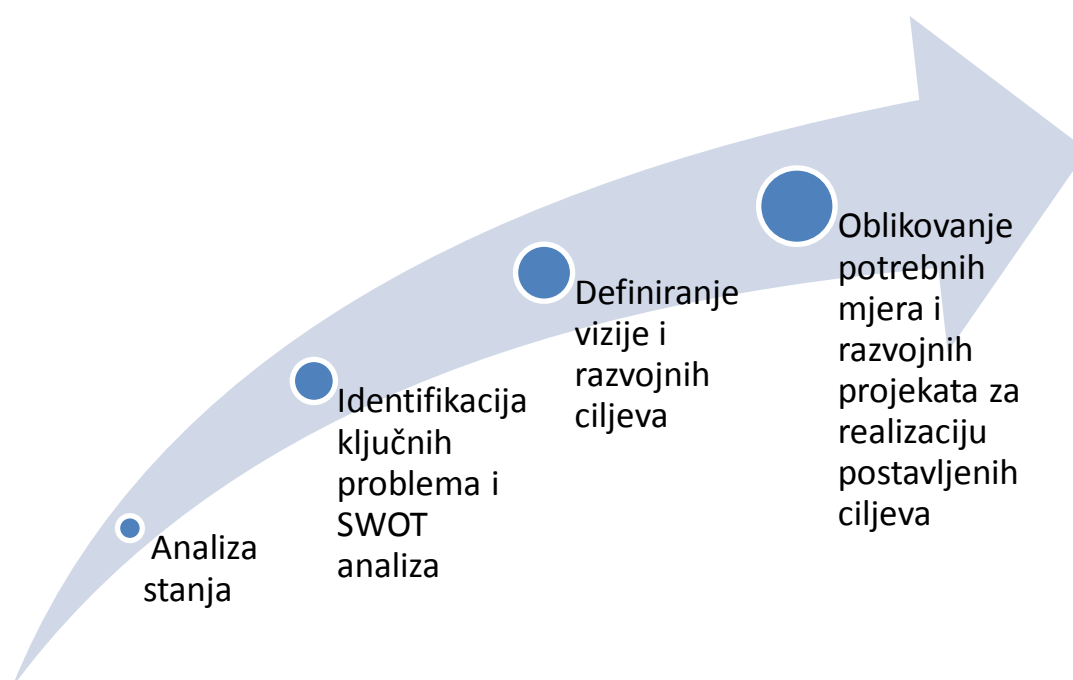 Analiza
stanja
Identifikacija
ključnih
problema i
SWOT
analiza
Definiranje
vizije i
razvojnih
ciljeva
Oblikovanje
potrebnih
mjera i
razvojnih
projekata za
realizaciju
postavljenih
ciljeva